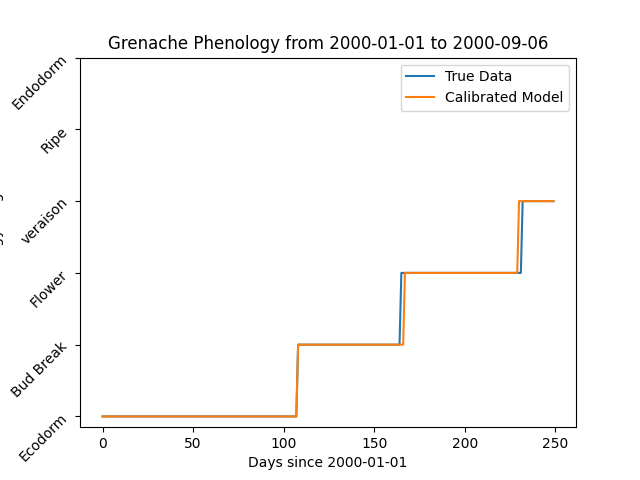 Grenache Phenology from 2000-01-01 to 2000-09-06
True Data
Calibrated Model
Endodorm
Ripe
veraison
Flower
Bud Break
Ecodorm
0 50 100 150 200 250
Days since 2000-01-01